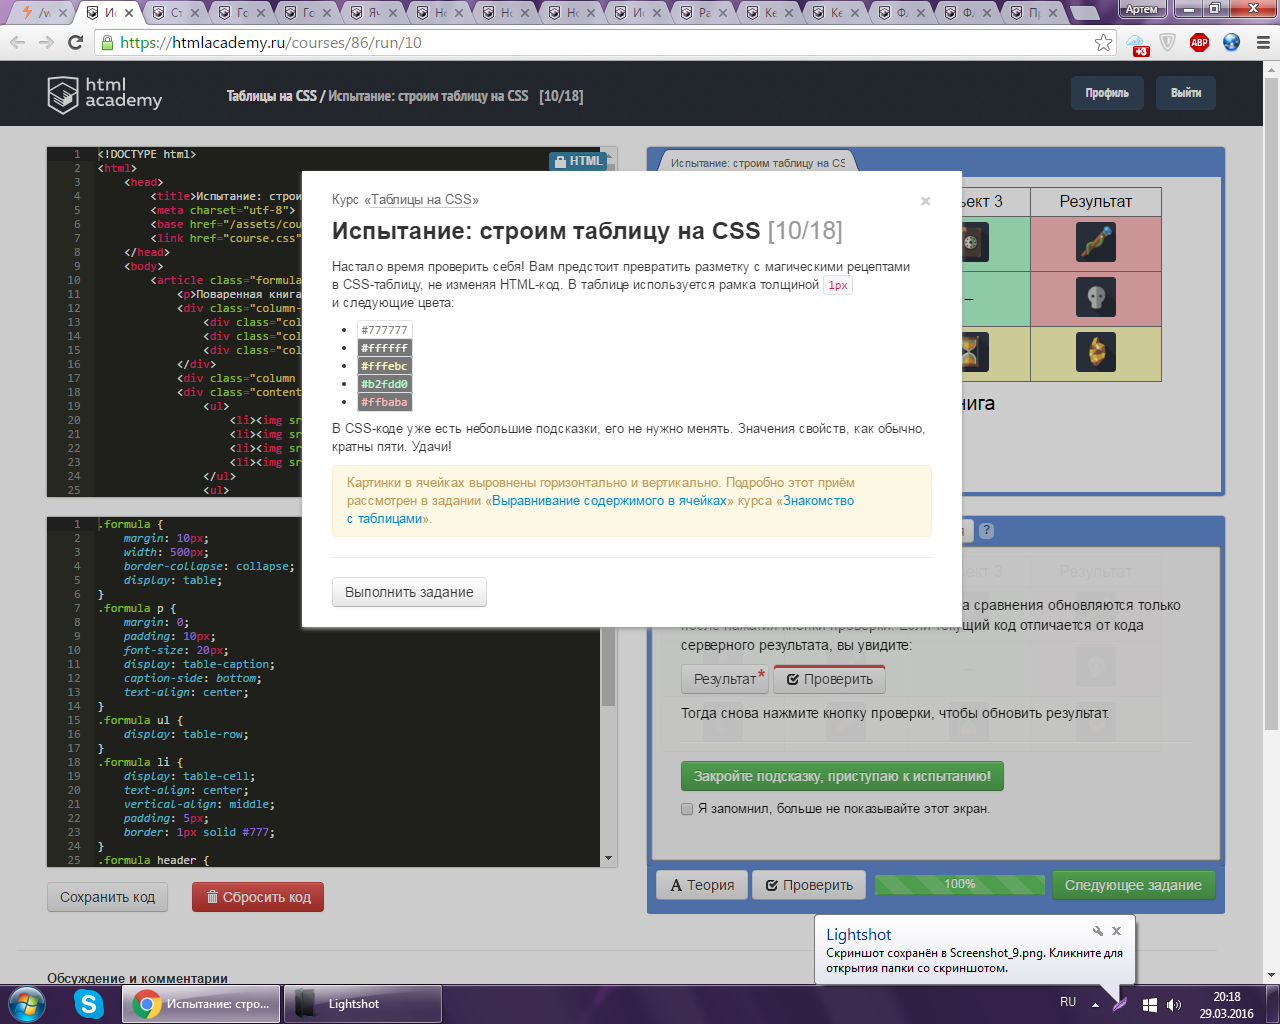 /w
Ис
Ст
Го
Го
Яч
Но
Но
Но
Ис
Ра
Ке
Ке
Фл
Фл
Пр
Артем
https://htmlacademy.ru/courses/86/run/10
+3
ABP
html
academy
Таблицы на CSS / Испытание: строим таблицу на CSS [10/18]
Профиль
Выйти
HTML
1 <!DOCTYPE html>
2 <html>
3 <head>
4 <title>Испытание: строи
5 <meta charset="utf-8">
6 <base href="/assets/cou
7 <link href="course.css"
8 </head>
9 <body>
10 <article class="formula
11 <p>Поваренная книга
12 <div class="column-
13 <div class="col
14 <div class="col
15 <div class="col
16 </div>
17 <div class="column
18 <div class="content
19 <ul>
20 <li><img sr
21 <li><img sr
22 <li><img sr
23 <li><img sr
24 </ul>
25 <ul>
Испытание: строим таблицу на CS
ъект 3
Результат
–
нига
Курс «Таблицы на CSS»
×
Испытание: строим таблицу на CSS [10/18]
Настало время проверить себя! Вам предстоит превратить разметку с магическими рецептами
в CSS-таблицу, не изменяя HTML-код. В таблице используется рамка толщиной 1px
и следующие цвета:
• #777777
• #ffffff
• #fffebc
• #b2fdd0
• #ffbaba
В CSS-коде уже есть небольшие подсказки, его не нужно менять. Значения свойств, как обычно,
кратны пяти. Удачи!
Картинки в ячейках выровнены горизонтально и вертикально. Подробно этот приём
рассмотрен в задании «Выравнивание содержимого в ячейках» курса «Знакомство
с таблицами».
Выполнить задание
1 .formula {
2 margin: 10px;
3 width: 500px;
4 border-collapse: collapse;
5 display: table;
6 }
7 .formula p {
8 margin: 0;
9 padding: 10px;
10 font-size: 20px;
11 display: table-caption;
12 caption-side: bottom;
13 text-align: center;
14 }
15 .formula ul {
16 display: table-row;
17 }
18 .formula li {
19 display: table-cell;
20 text-align: center;
21 vertical-align: middle;
22 padding: 5px;
23 border: 1px solid #777;
24 }
25 .formula header {
?
ект 3
Результат
а сравнения обновляются только
после нажатия кнопки проверки. Если текущий код отличается от кода
серверного результата, вы увидите:
Результат*
Проверить
Тогда снова нажмите кнопку проверки, чтобы обновить результат.
Закройте подсказку, приступаю к испытанию!
Я запомнил, больше не показывайте этот экран.
Сохранить код
Сбросить код
A Теория
Проверить
100%
Следующее задание
Обсуждение и комментарии
Lightshot
Скриншот сохранён в Screenshot_9.png. Кликните для
открытия папки со скриншотом.
Испытание: стро...
Lightshot
RU
20:18
29.03.2016